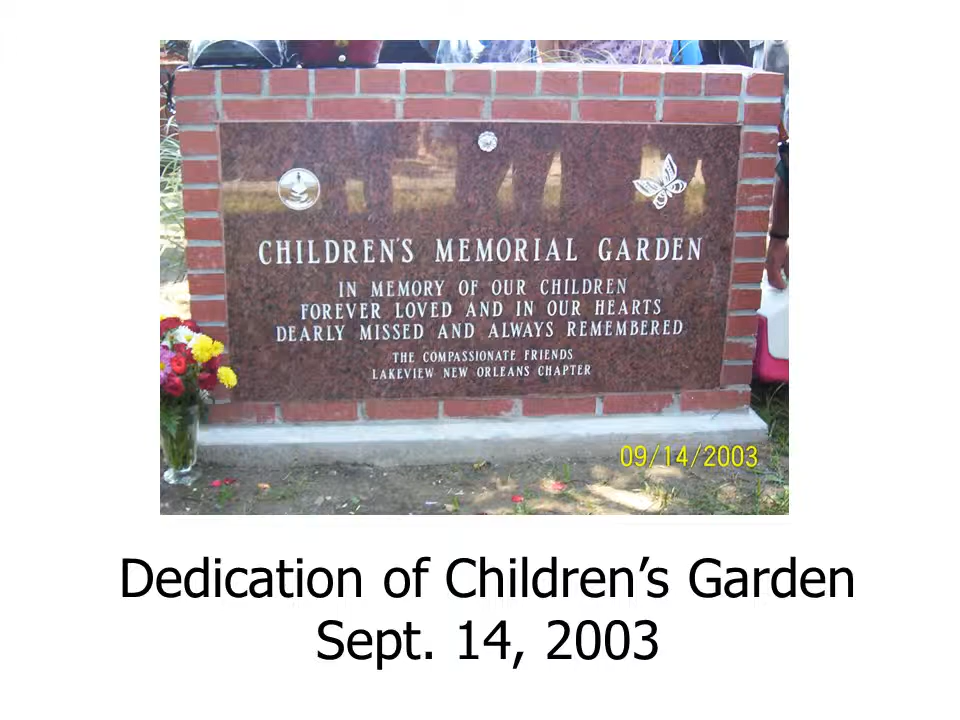 CHILDREN'S MEMORIAL GARDEN
IN MEMORY OF OUR CHILDREN
FOREVER LOVED AND IN OUR HEARTS
DEARLY MISSED AND ALWAYS REMEMBERED
THE COMPASSIONATE FRIENDS
LAKEVIEW NEW ORLEANS CHAPTER
09/14/2003
Dedication of Children’s Garden
Sept. 14, 2003